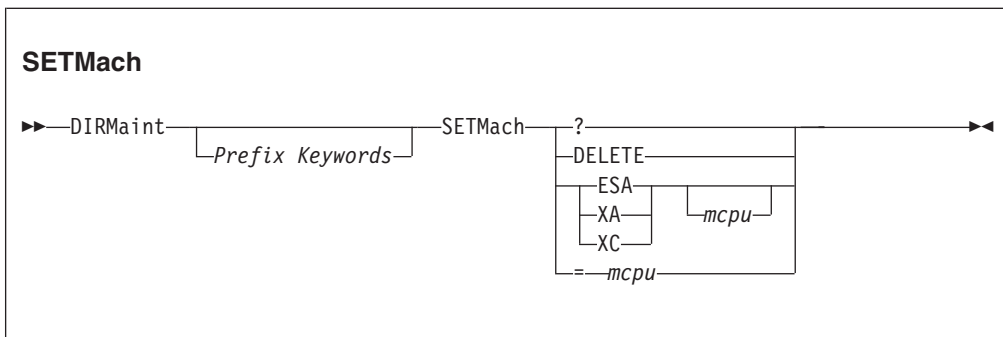 SETMach
DIRMaint SETMach ?
Prefix Keywords DELETE
ESA
XA mcpu
XC
= mcpu